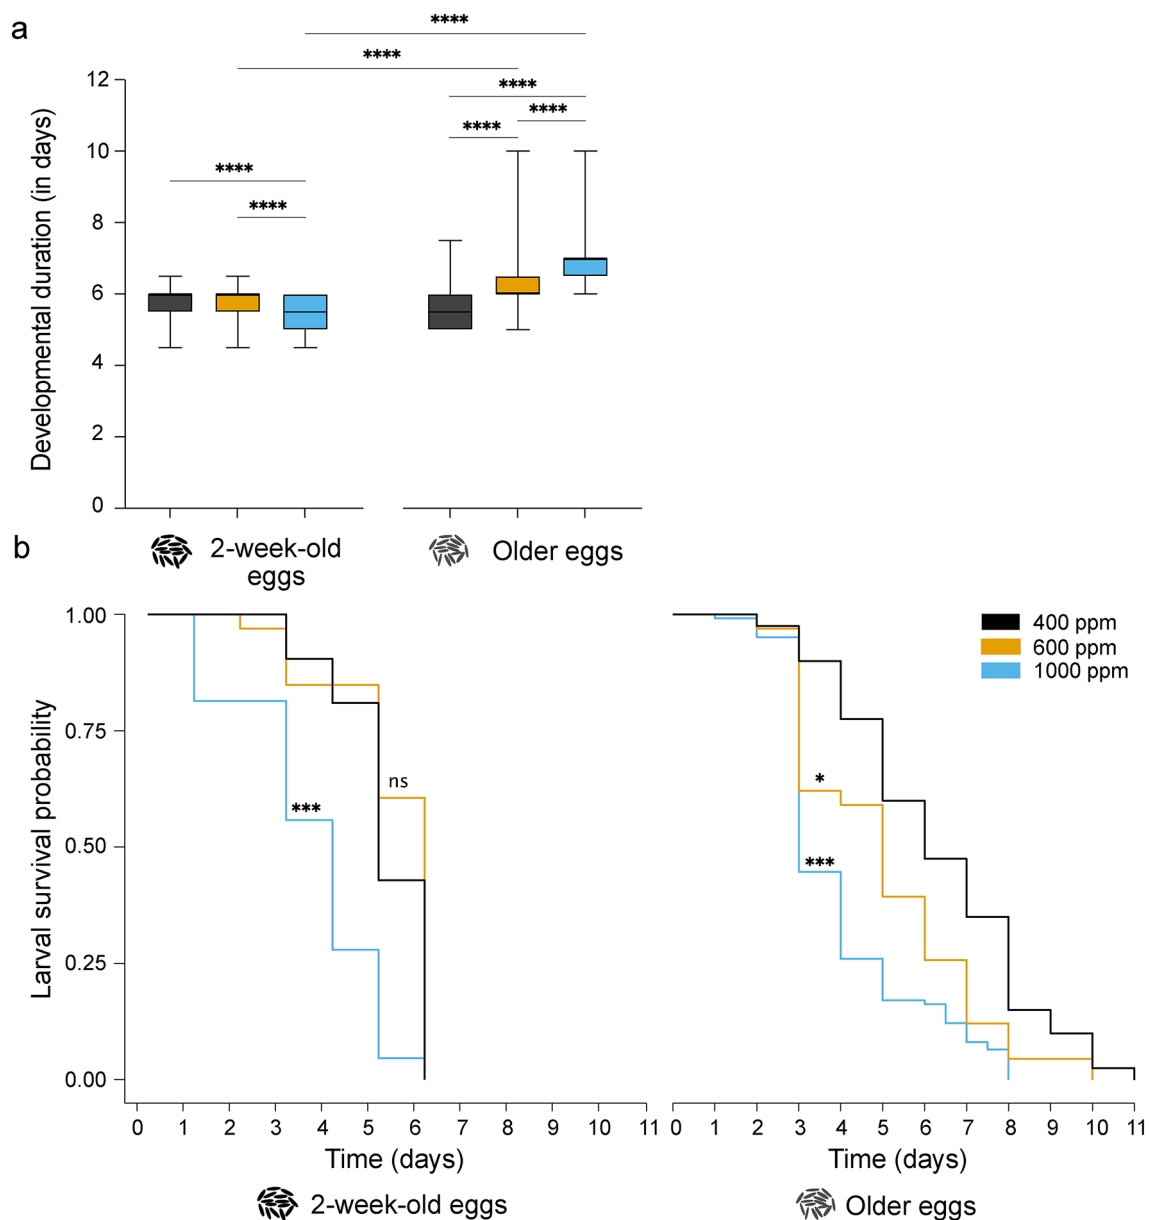 a
****
****
****
****
****
****
****
Developmental duration (in days)
12
10
8
6
4
2
0
2-week-old
eggs
Older eggs
b
Larval survival probability
1.00
0.75
0.50
0.25
0.00
***
ns
0 1 2 3 4 5 6 7 8 9 10 11
Time (days)
2-week-old eggs
400 ppm
600 ppm
1000 ppm
*
***
0 1 2 3 4 5 6 7 8 9 10 11
Time (days)
Older eggs